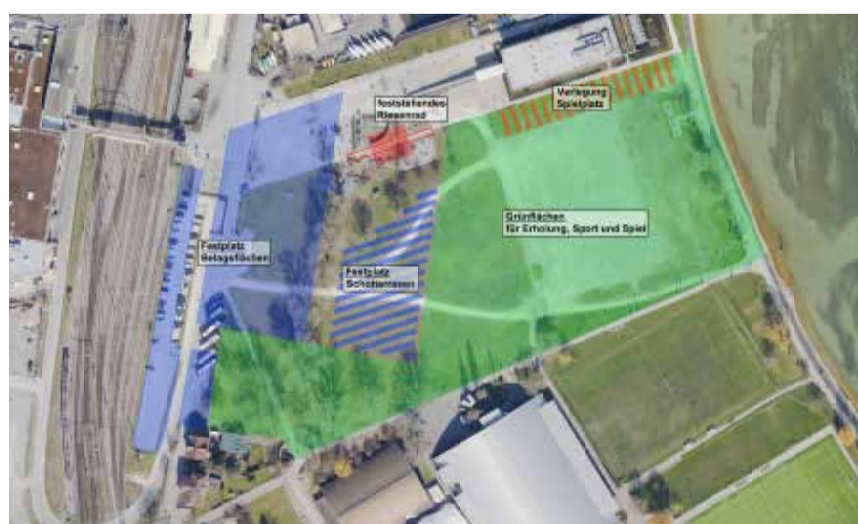 feststehendes
Riesenrad
Verlegung
Spielplatz
Grünflächen
für Erholung, Sport und Spiel
Festplatz
Belagsflächen
Festplatz
Schotterrasen